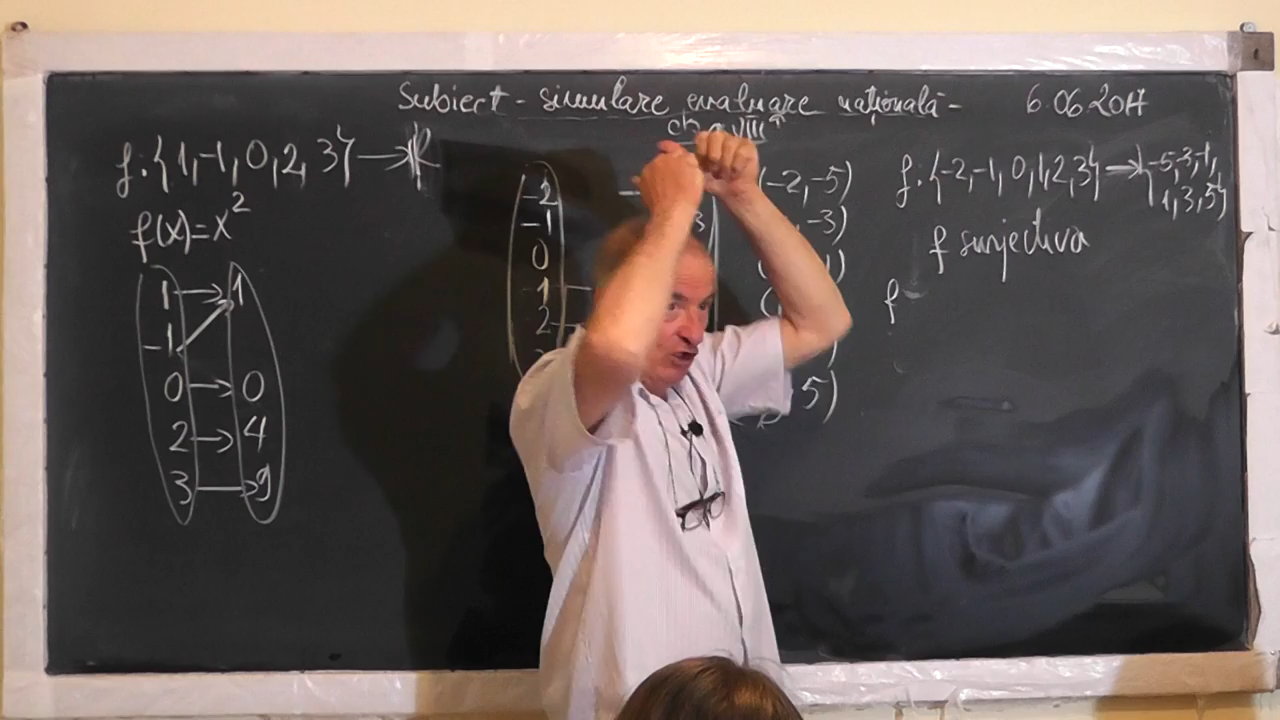 Subiect - simulare evaluare națională - 6.06.2017
VIIIª
f:{1,-1,0,2,3}→R
f(x)=x²
1 → 1
-1
0 → 0
2 → 4
3 → 9
-2
-1
0
1
2
(-2,-5)
,-3)
5)
f:{-2,-1,0,1,2,3}→{-5,-3,-1,
1,3,5}
f surjectiva
f